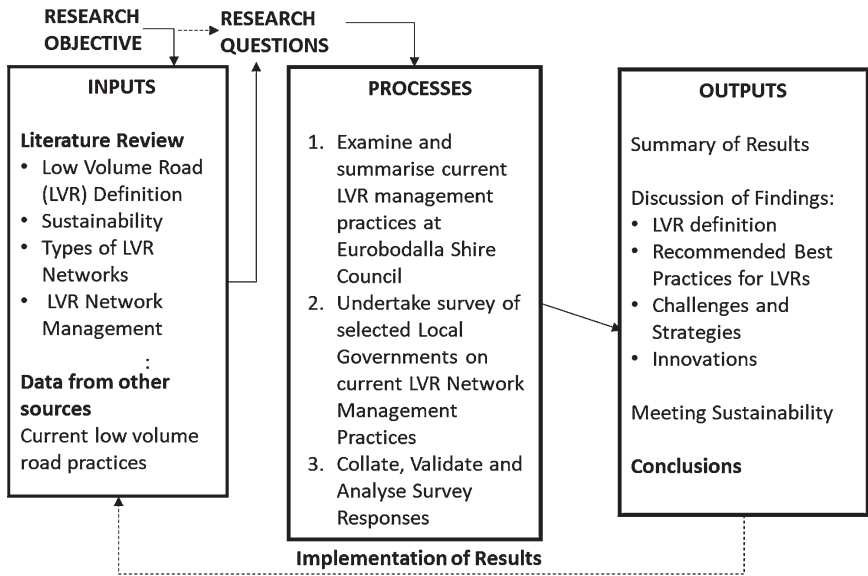 RESEARCH
OBJECTIVE
RESEARCH
QUESTIONS
INPUTS
Literature Review
• Low Volume Road
(LVR) Definition
• Sustainability
• Types of LVR
Networks
• LVR Network
Management
:
Data from other
sources
Current low volume
road practices
PROCESSES
1. Examine and
summarise current
LVR management
practices at
Eurobodalla Shire
Council
2. Undertake survey of
selected Local
Governments on
current LVR Network
Management
Practices
3. Collate, Validate and
Analyse Survey
Responses
OUTPUTS
Summary of Results
Discussion of Findings:
• LVR definition
• Recommended Best
Practices for LVRs
• Challenges and
Strategies
• Innovations
Meeting Sustainability
Conclusions
Implementation of Results